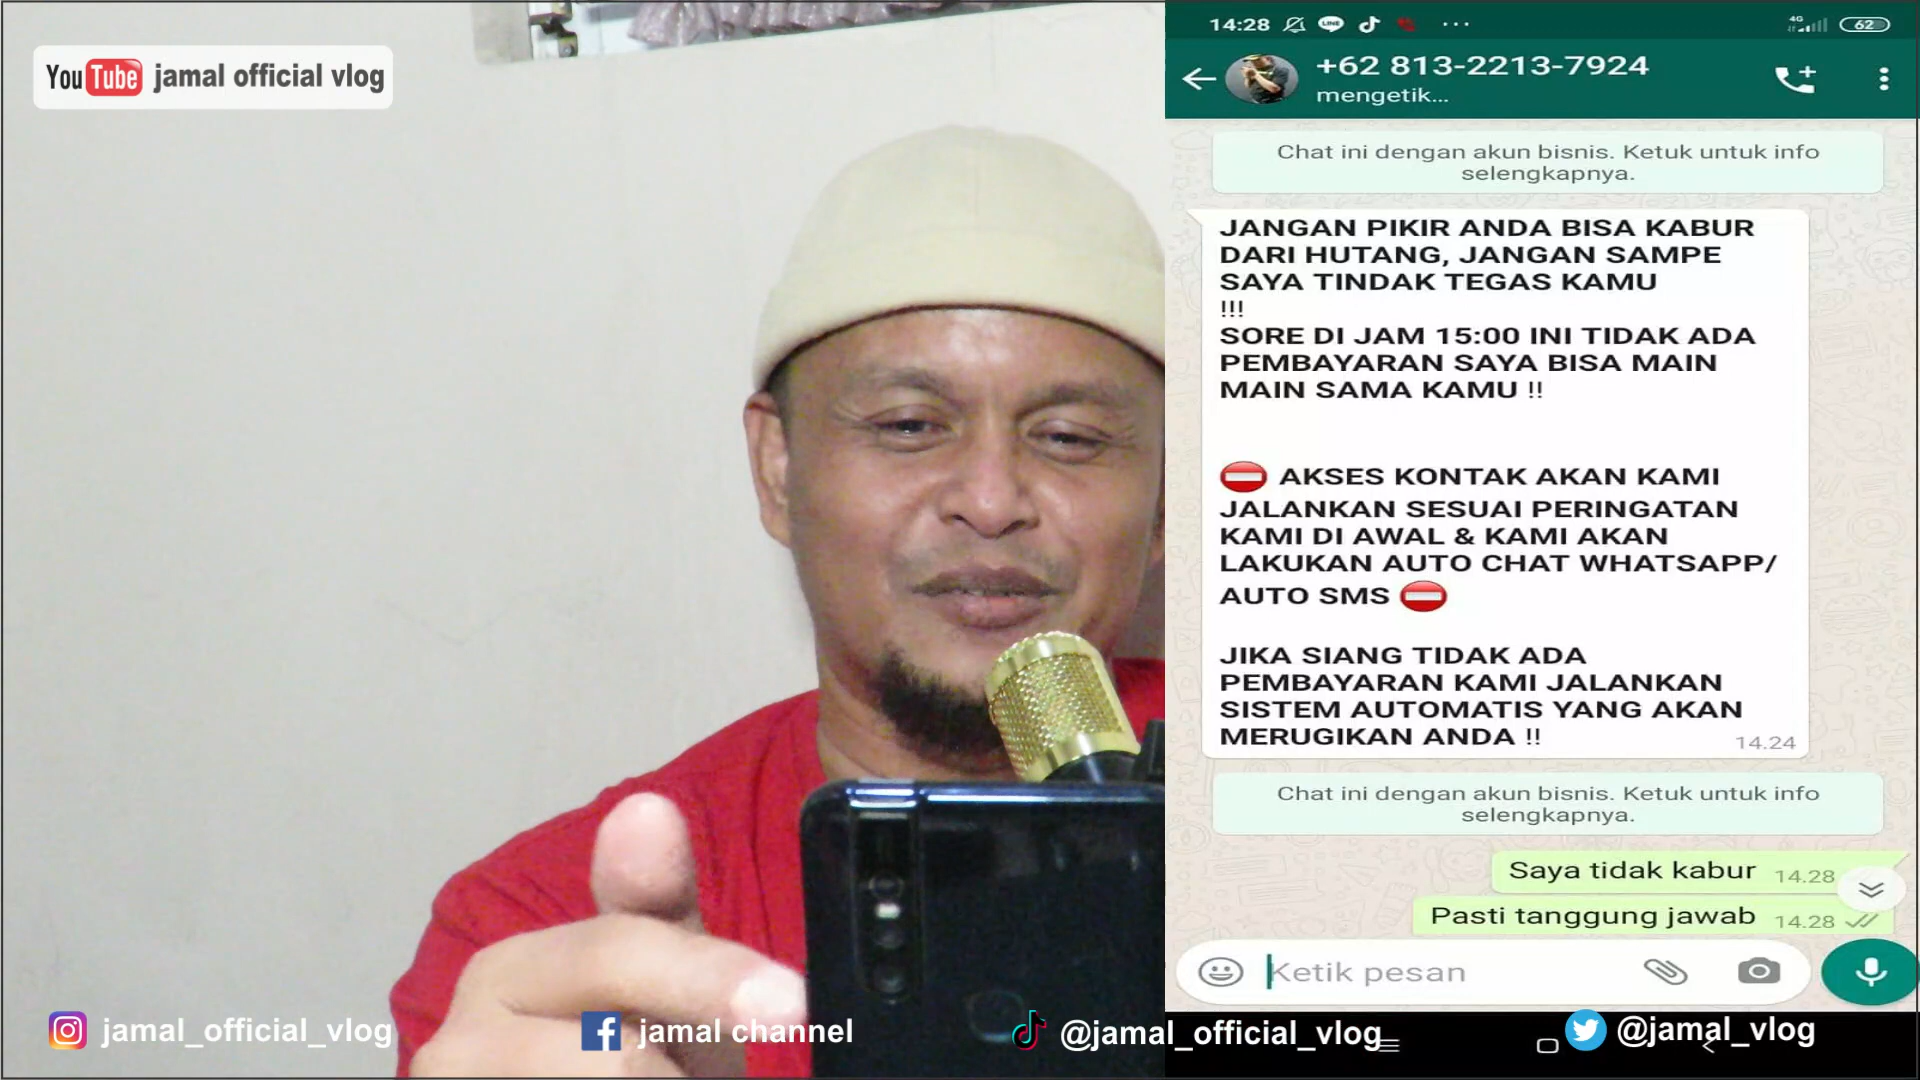 YouTube jamal official vlog
14:28 LINE ... 4G 62
+62 813-2213-7924
mengetik...
Chat ini dengan akun bisnis. Ketuk untuk info
selengkapnya.
JANGAN PIKIR ANDA BISA KABUR
DARI HUTANG, JANGAN SAMPE
SAYA TINDAK TEGAS KAMU
!!!
SORE DI JAM 15:00 INI TIDAK ADA
PEMBAYARAN SAYA BISA MAIN
MAIN SAMA KAMU !!
⛔ AKSES KONTAK AKAN KAMI
JALANKAN SESUAI PERINGATAN
KAMI DI AWAL & KAMI AKAN
LAKUKAN AUTO CHAT WHATSAPP/
AUTO SMS ⛔
JIKA SIANG TIDAK ADA
PEMBAYARAN KAMI JALANKAN
SISTEM AUTOMATIS YANG AKAN
MERUGIKAN ANDA !!
14.24
Chat ini dengan akun bisnis. Ketuk untuk info
selengkapnya.
Saya tidak kabur 14.28
Pasti tanggung jawab 14.28
Ketik pesan
jamal_official_vlog
jamal channel
@jamal_official_vlog
@jamal_vlog